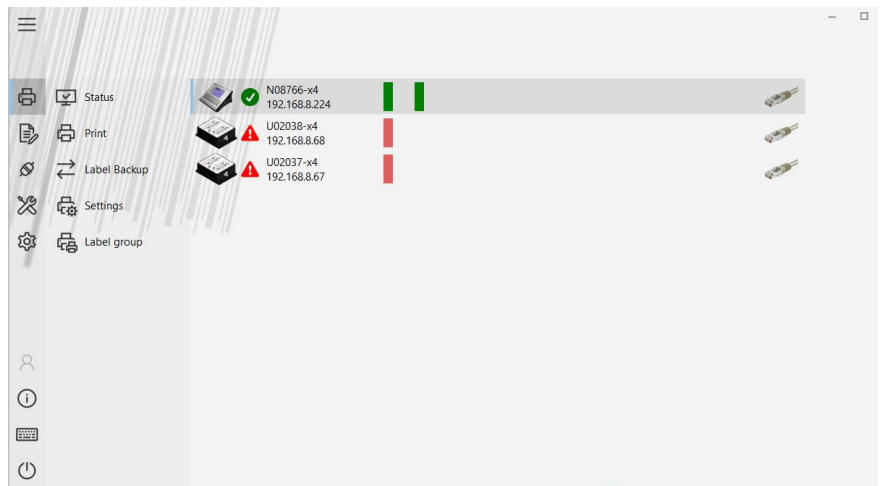 Status
Print
Label Backup
Settings
Label group
N08766-x4
192.168.8.224
U02038-x4
192.168.8.68
U02037-x4
192.168.8.67